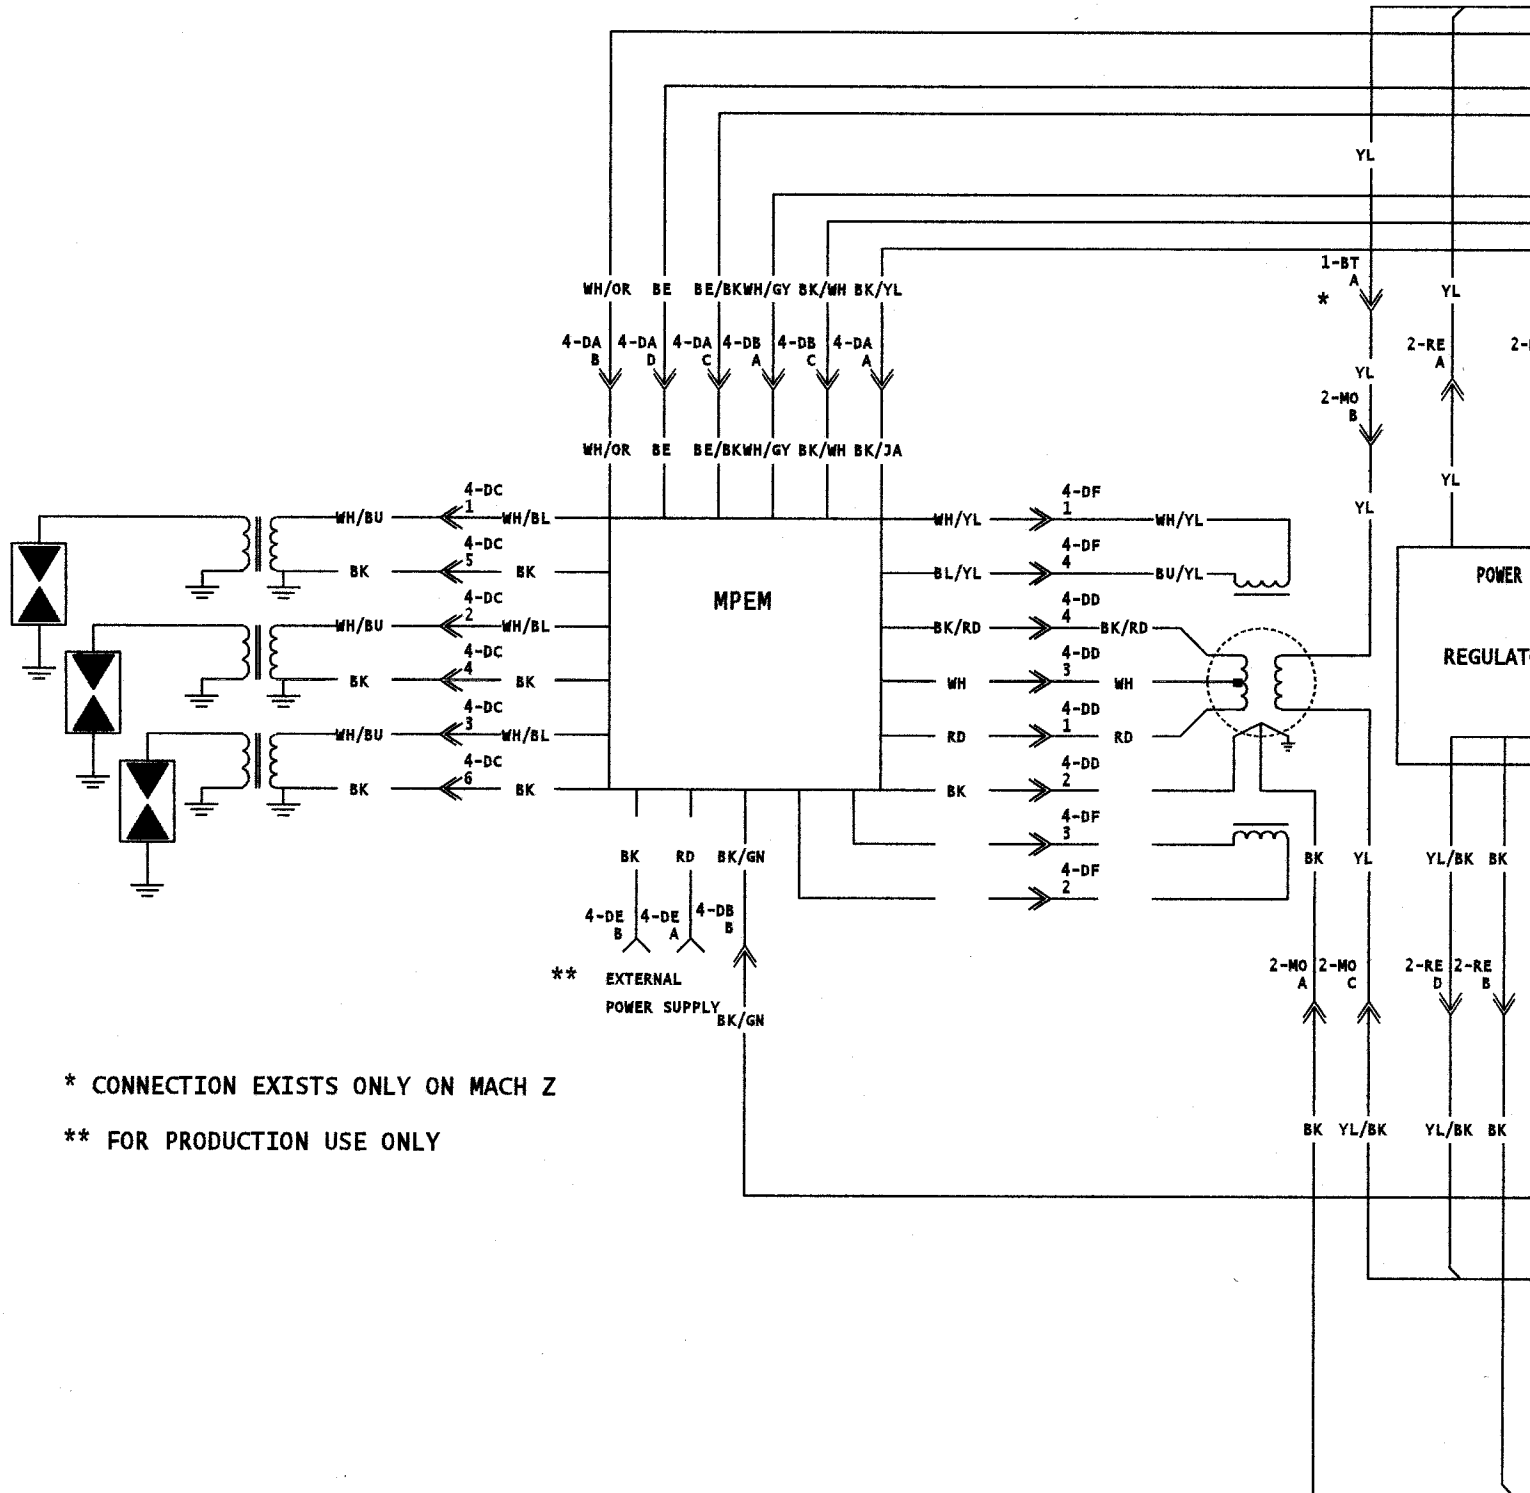 YL
1-BT
A
*
WH/OR BE BE/BK WH/GY BK/WH BK/YL
YL
4-DA 4-DA 4-DA 4-DB 4-DB 4-DA
B D C A C A
2-RE
A
YL
2-MO
B
WH/OR BE BE/BK WH/GY BK/WH BK/JA
YL
YL
4-DC
WH/BU 1 WH/BL
4-DC
BK 5 BK
4-DC
WH/BU 2 WH/BL
4-DC
BK 4 BK
4-DC
WH/BU 3 WH/BL
4-DC
BK 6 BK
MPEM
4-DF
WH/YL 1 WH/YL
4-DF
BL/YL 4 BU/YL
4-DD
BK/RD 4 BK/RD
4-DD
WH 3 WH
4-DD
RD 1 RD
4-DD
BK 2
4-DF
3
4-DF
2
POWER
REGULAT
BK RD BK/GN
BK YL YL/BK BK
4-DE 4-DE 4-DB
B A B
** EXTERNAL
POWER SUPPLY
BK/GN
2-MO 2-MO 2-RE 2-RE
A C D B
* CONNECTION EXISTS ONLY ON MACH Z
** FOR PRODUCTION USE ONLY
BK YL/BK YL/BK BK